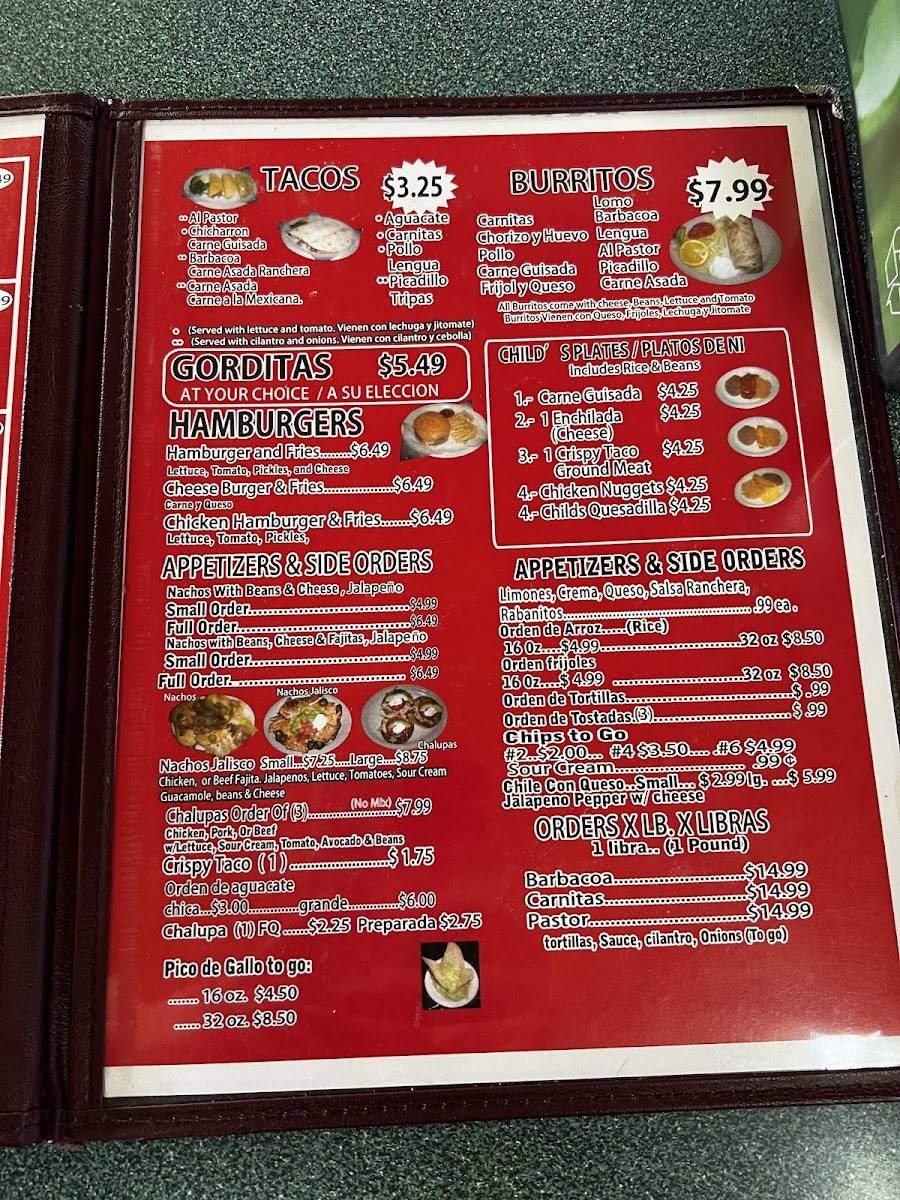 TACOS
$3.25
•• Al Pastor
• Chicharron
Carne Guisada
•• Barbacoa
Carne Asada Ranchera
•• Carne Asada
Carne a la Mexicana.
• Aguacate
• Carnitas
• Pollo
Lengua
•• Picadillo
Tripas
• (Served with lettuce and tomato. Vienen con lechuga y jitomate)
•• (Served with cilantro and onions. Vienen con cilantro y cebolla)
GORDITAS $5.49
AT YOUR CHOÏCE / A SU ELECCION
HAMBURGERS
Hamburger and Fries........$6.49
Lettuce, Tomato, Pickles, and Cheese
Cheese Burger & Fries..................$6.49
Carne y Queso
Chicken Hamburger & Fries.......$6.49
Lettuce, Tomato, Pickles,
APPETIZERS & SIDE ORDERS
Nachos With Beans & Cheese , Jalapeño
Small Order..................................$4.99
Full Order....................................$6.49
Nachos with Beans, Cheese & Fajitas, Jalapeño
Small Order..................................$4.99
Full Order..................................... $6.49
Nachos
Nachos Jalisco
Chalupas
Nachos Jalisco Small...$7.25.....Large....$8.75
Chicken, or Beef Fajita. Jalapenos, Lettuce, Tomatoes, Sour Cream
Guacamole, beans & Cheese
Chalupas Order Of (3)....................(No Mix)$7.99
Chicken, Pork, Or Beef
w/Lettuce, Sour Cream, Tomato, Avocado & Beans
Crispy Taco (1)........................$1.75
Orden de aguacate
chica...$3.00..............grande..............$6.00
Chalupa (1) FQ ......$2.25 Preparada $2.75
Pico de Gallo to go:
....... 16 oz. $4.50
...... 32 oz. $8.50
BURRITOS
$7.99
Carnitas
Chorizo y Huevo
Pollo
Carne Guisada
Frijol y Queso
Lomo
Barbacoa
Lengua
Al Pastor
Picadillo
Carne Asada
All Burritos come with cheese, Beans, Lettuce and Tomato
Burritos Vienen con Queso, Frijoles, Lechuga y Jitomate
CHILD' S PLATES / PLATOS DE NI
Includes Rice & Beans
1.- Carne Guisada $4.25
2.- 1 Enchilada $4.25
(Cheese)
3.- 1 Crispy Taco $4.25
Ground Meat
4.- Chicken Nuggets $4.25
4.- Childs Quesadilla $4.25
APPETIZERS & SIDE ORDERS
Limones, Crema, Queso, Salsa Ranchera,
Rabanitos........................................ .99 ea .
Orden de Arroz......(Rice)
16 Oz....$4.99..............................32 oz $8.50
Orden frijoles
16 Oz....$ 4.99 .............................32 oz $8.50
Orden de Tortillas....................................$ .99
Orden de Tostadas.(3)..............................$ .99
Chips to Go
#2...$2.00.... #4 $3.50.... .#6 $4.99
Sour Cream............................. .99 ¢
Chile Con Queso..Small.... $ 2.99 lg. ...$ 5.99
Jalapeno Pepper w/ cheese
ORDERS X LB. X LIBRAS
1 libra.. (1 Pound)
Barbacoa......................$14.99
Carnitas.......................$14.99
Pastor..........................$14.99
tortillas, Sauce, cilantro, Onions (To go)